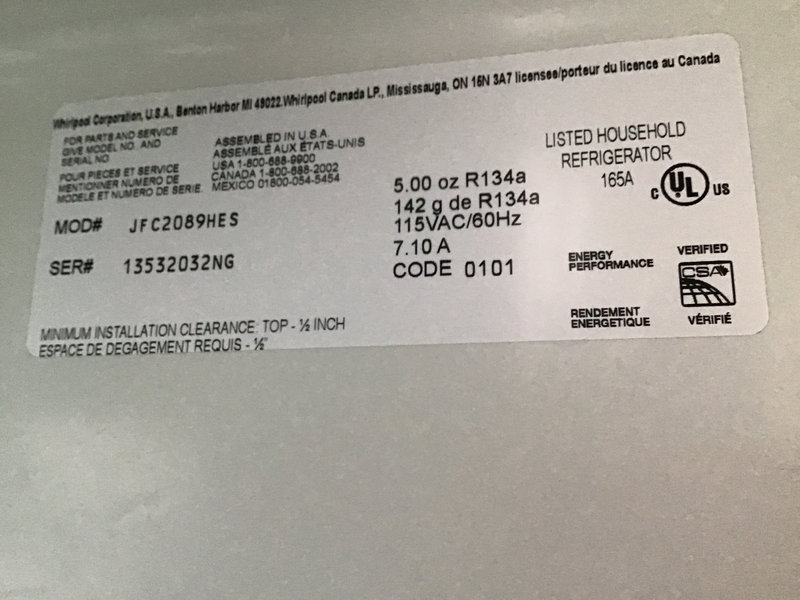 Whirlpool Corporation, U.S.A., Benton Harbor MI 49022.Whirlpool Canada LP., Mississauga, ON 16N 3A7 licensee/porteur du licence au Canada
FOR PARTS AND SERVICE
GIVE MODEL NO. AND
SERIAL NO
POUR PIECES ET SERVICE
MENTIONNER NUMERO DE
MODELE ET NUMERO DE SERIE.
ASSEMBLED IN U.S.A.
ASSEMBLÉ AUX ÉTATS-UNIS
USA 1-800-688-9900
CANADA 1-800-688-2002
MEXICO 01800-054-5454
MOD# JFC2089HES
SER# 13532032NG
5.00 oz R134a
142 g de R134a
115VAC/60Hz
7.10 A
CODE 0101
LISTED HOUSEHOLD
REFRIGERATOR
165A
C UL US
ENERGY
PERFORMANCE
RENDEMENT
ENERGETIQUE
VERIFIED
CSA
VÉRIFIÉ
MINIMUM INSTALLATION CLEARANCE: TOP - ½ INCH
ESPACE DE DEGAGEMENT REQUIS - ½"